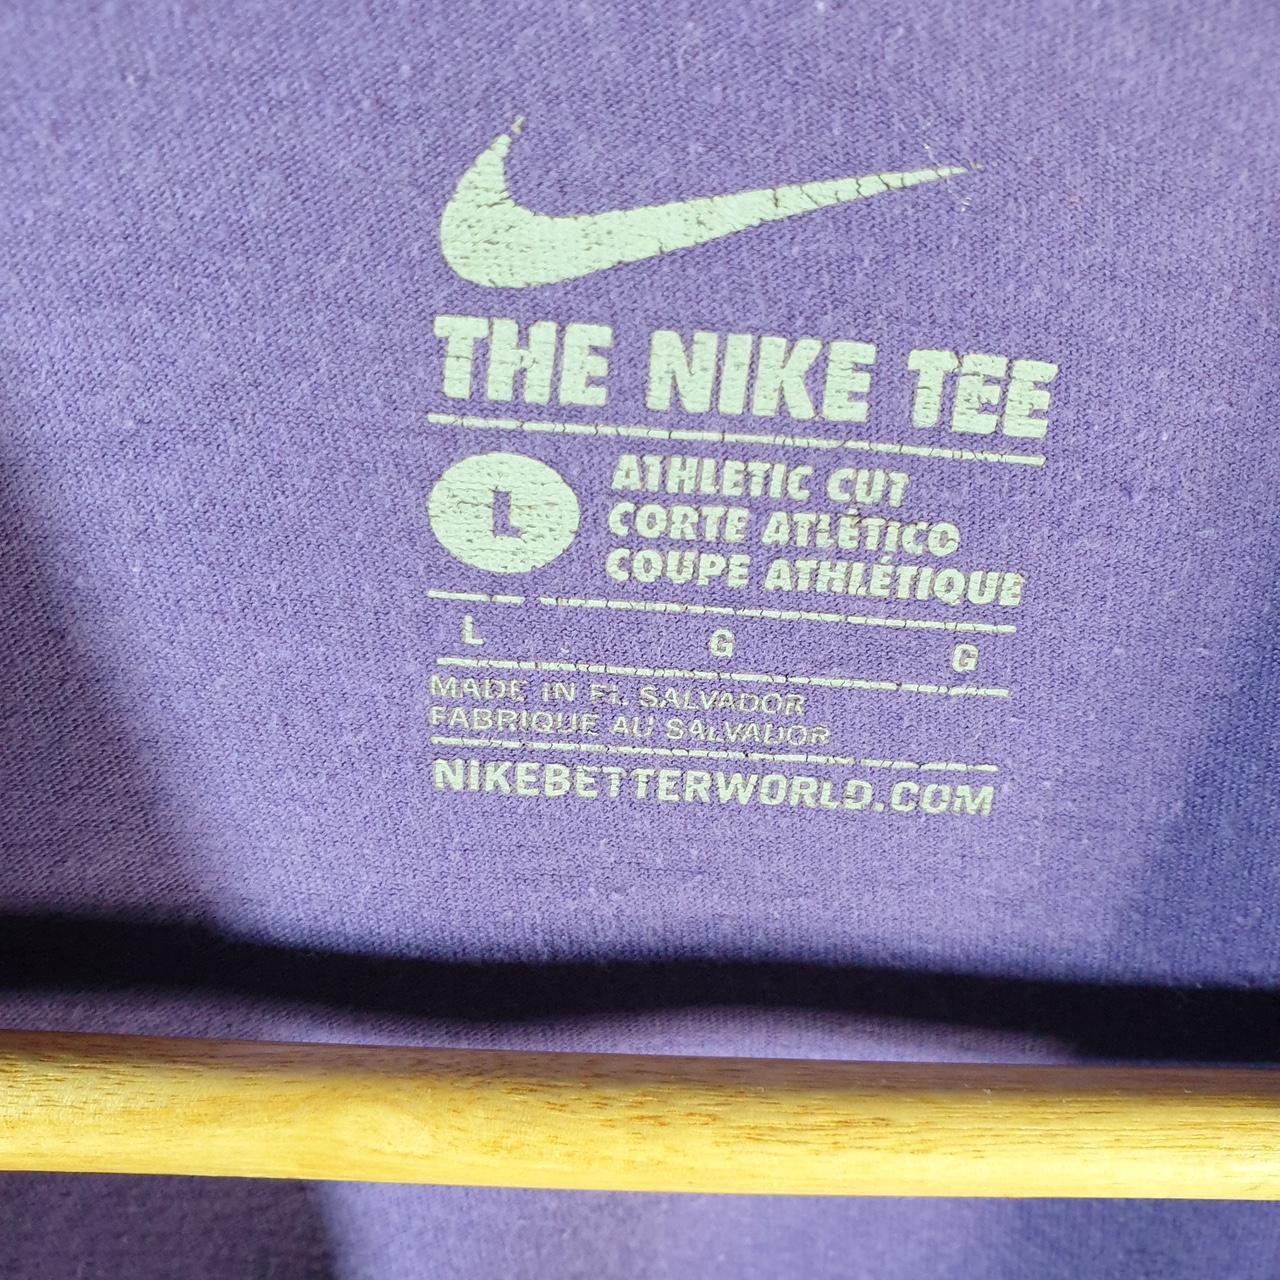 THE NIKE TEE
L
ATHLETIC CUT
CORTE ATLÉTICO
COUPE ATHLÉTIQUE
L G G
MADE IN EL SALVADOR
FABRIQUE AU SALVADOR
NIKEBETTERWORLD.COM